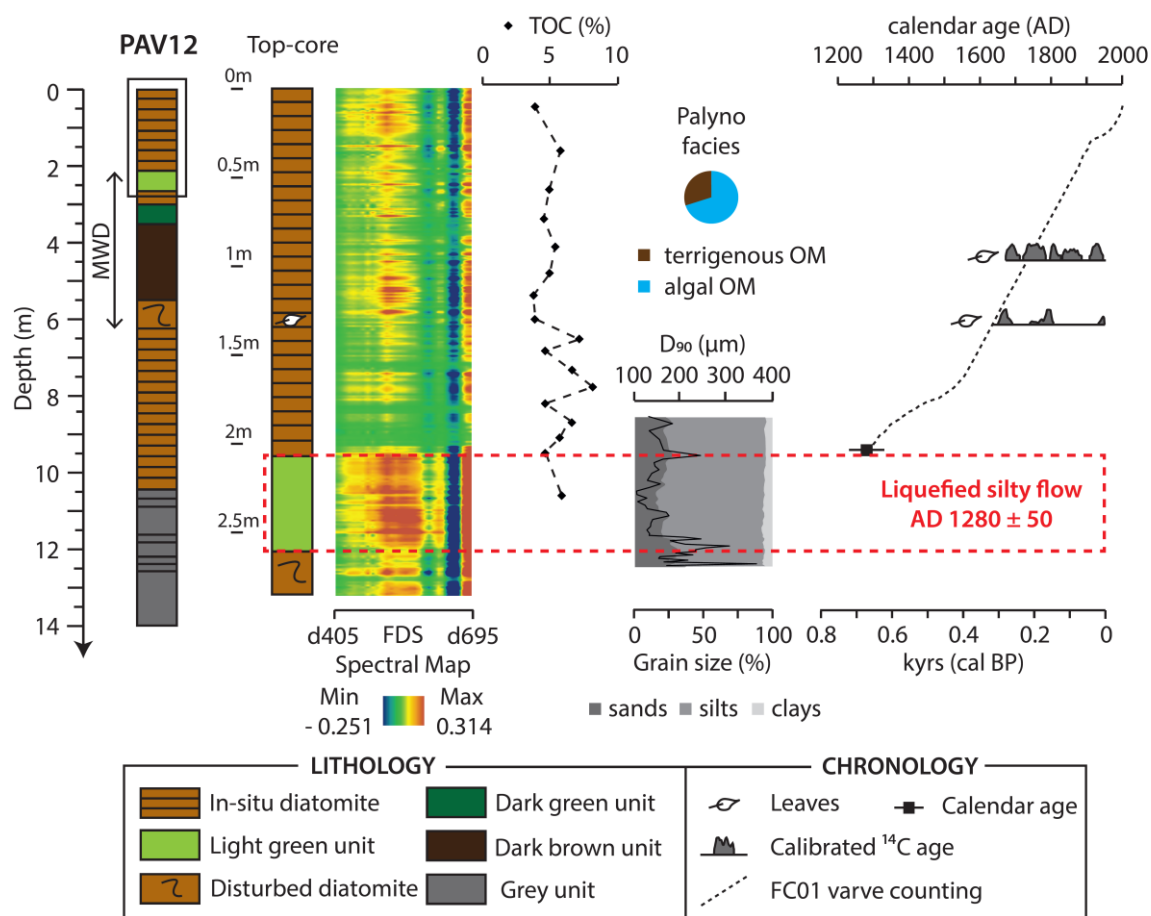 PAV12
Top-core
TOC (%)
0 5 10
calendar age (AD)
1200 1400 1600 1800 2000
Depth (m)
0
2
4
6
8
10
12
14
MWD
0m
0.5m
1m
1.5m
2m
2.5m
Palyno
facies
terrigenous OM
algal OM
D₉₀ (μm)
100 200 300 400
Liquefied silty flow
AD 1280 ± 50
d405 FDS d695
Spectral Map
Min Max
- 0.251 0.314
0 50 100
Grain size (%)
sands silts clays
0.8 0.6 0.4 0.2 0
kyrs (cal BP)
LITHOLOGY
In-situ diatomite
Dark green unit
Light green unit
Dark brown unit
Disturbed diatomite
Grey unit
CHRONOLOGY
Leaves
Calendar age
Calibrated ¹⁴C age
FC01 varve counting